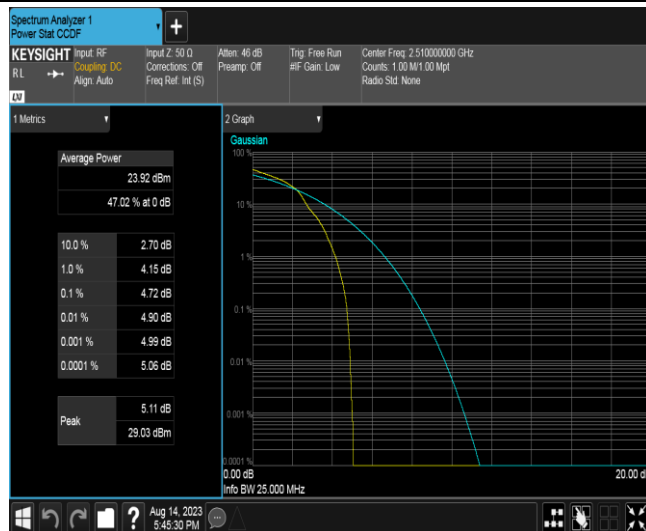 Spectrum Analyzer 1
Power Stat CCDF
+
KEYSIGHT
RL
Input: RF
Coupling: DC
Align: Auto
Input Z: 50 Ω
Corrections: Off
Freq Ref: Int (S)
Atten: 46 dB
Preamp: Off
Trig: Free Run
#IF Gain: Low
Center Freq: 2.510000000 GHz
Counts: 1.00 M/1.00 Mpt
Radio Std: None
1 Metrics
Average Power
23.92 dBm
47.02 % at 0 dB
10.0 % 2.70 dB
1.0 % 4.15 dB
0.1 % 4.72 dB
0.01 % 4.90 dB
0.001 % 4.99 dB
0.0001 % 5.06 dB
Peak
5.11 dB
29.03 dBm
2 Graph
Gaussian
100 %
10 %
1 %
0.1 %
0.01 %
0.001 %
0.0001 %
0.00 dB
20.00 d
Info BW 25.000 MHz
?
Aug 14, 2023
5:45:30 PM